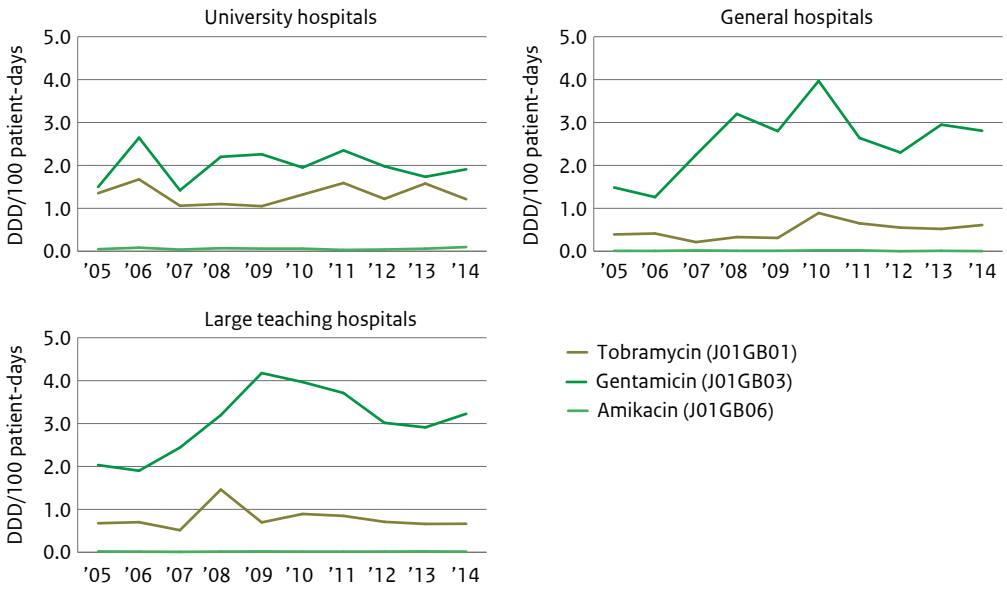 University hospitals
DDD/100 patient-days
5.0
4.0
3.0
2.0
1.0
0.0
’05 ’06 ’07 ’08 ’09 ’10 ’11 ’12 ’13 ’14
General hospitals
DDD/100 patient-days
5.0
4.0
3.0
2.0
1.0
0.0
’05 ’06 ’07 ’08 ’09 ’10 ’11 ’12 ’13 ’14
Large teaching hospitals
DDD/100 patient-days
5.0
4.0
3.0
2.0
1.0
0.0
’05 ’06 ’07 ’08 ’09 ’10 ’11 ’12 ’13 ’14
Tobramycin (J01GB01)
Gentamicin (J01GB03)
Amikacin (J01GB06)